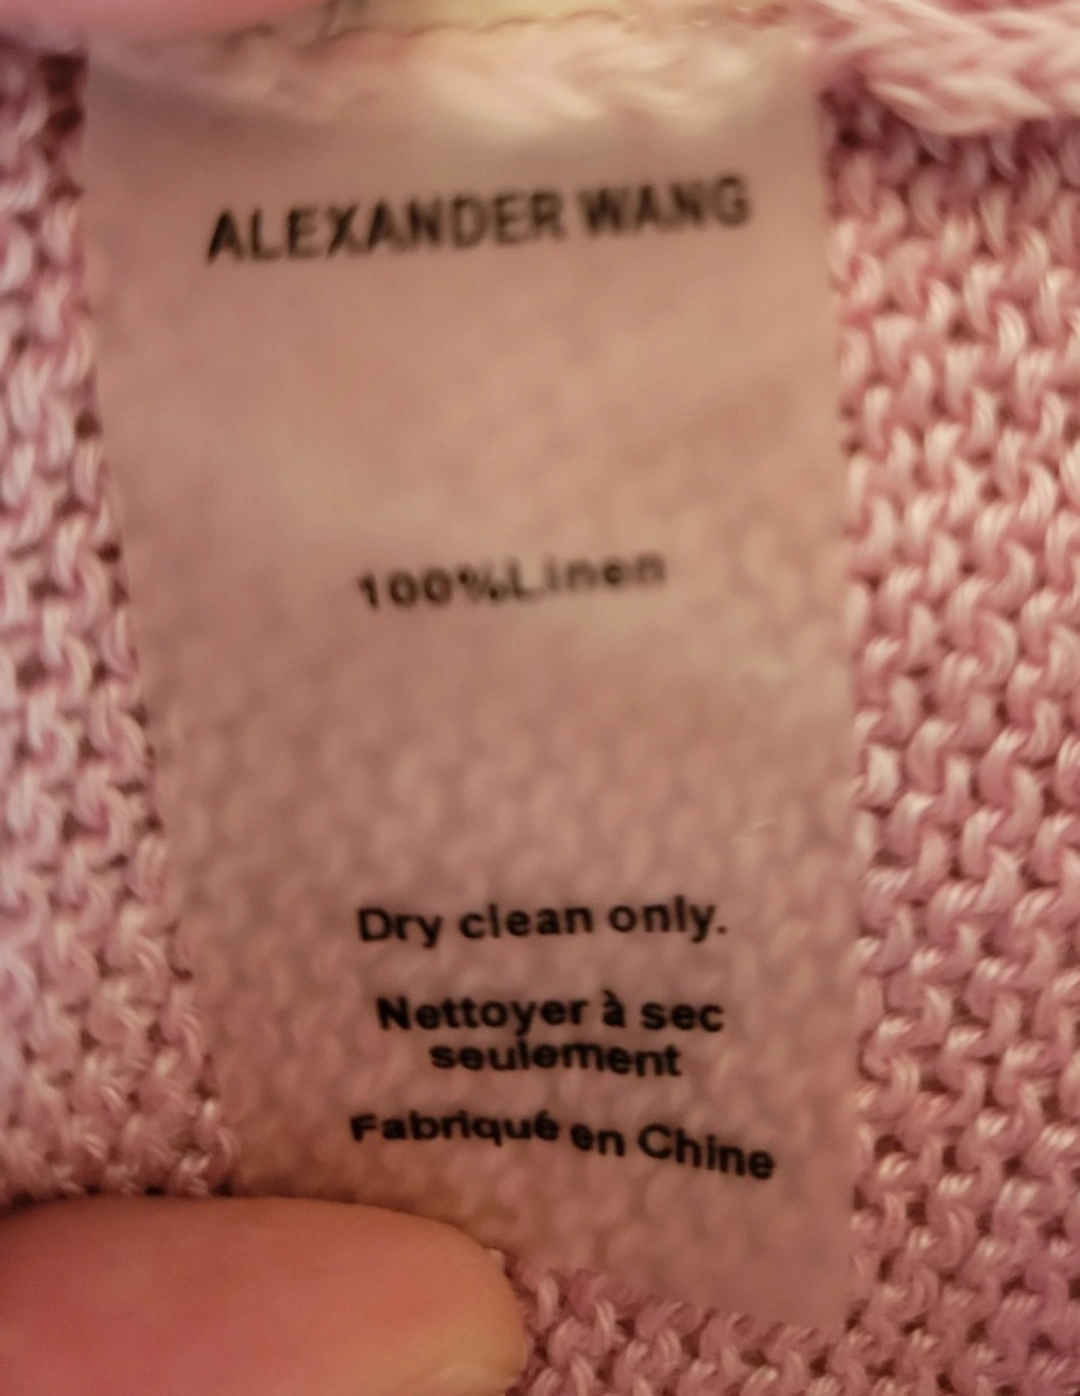 ALEXANDER WANG
100%Linen
Dry clean only.
Nettoyer à sec
seulement
Fabriqué en Chine